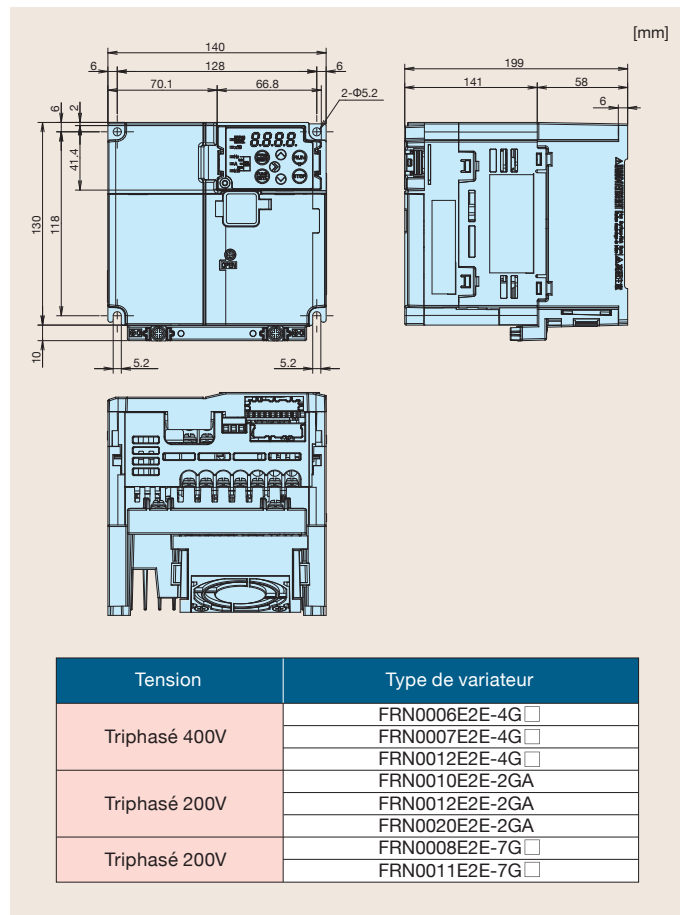 [mm]
140
6 128 6
70.1 66.8
2-Φ5.2
6 2
41.4
130 118
10
5.2 5.2
OPEN
RUN
STOP
199
141 58
6
Tension Type de variateur
Triphasé 400V
FRN0006E2E-4G□
FRN0007E2E-4G□
FRN0012E2E-4G□
Triphasé 200V
FRN0010E2E-2GA
FRN0012E2E-2GA
FRN0020E2E-2GA
Triphasé 200V
FRN0008E2E-7G□
FRN0011E2E-7G□